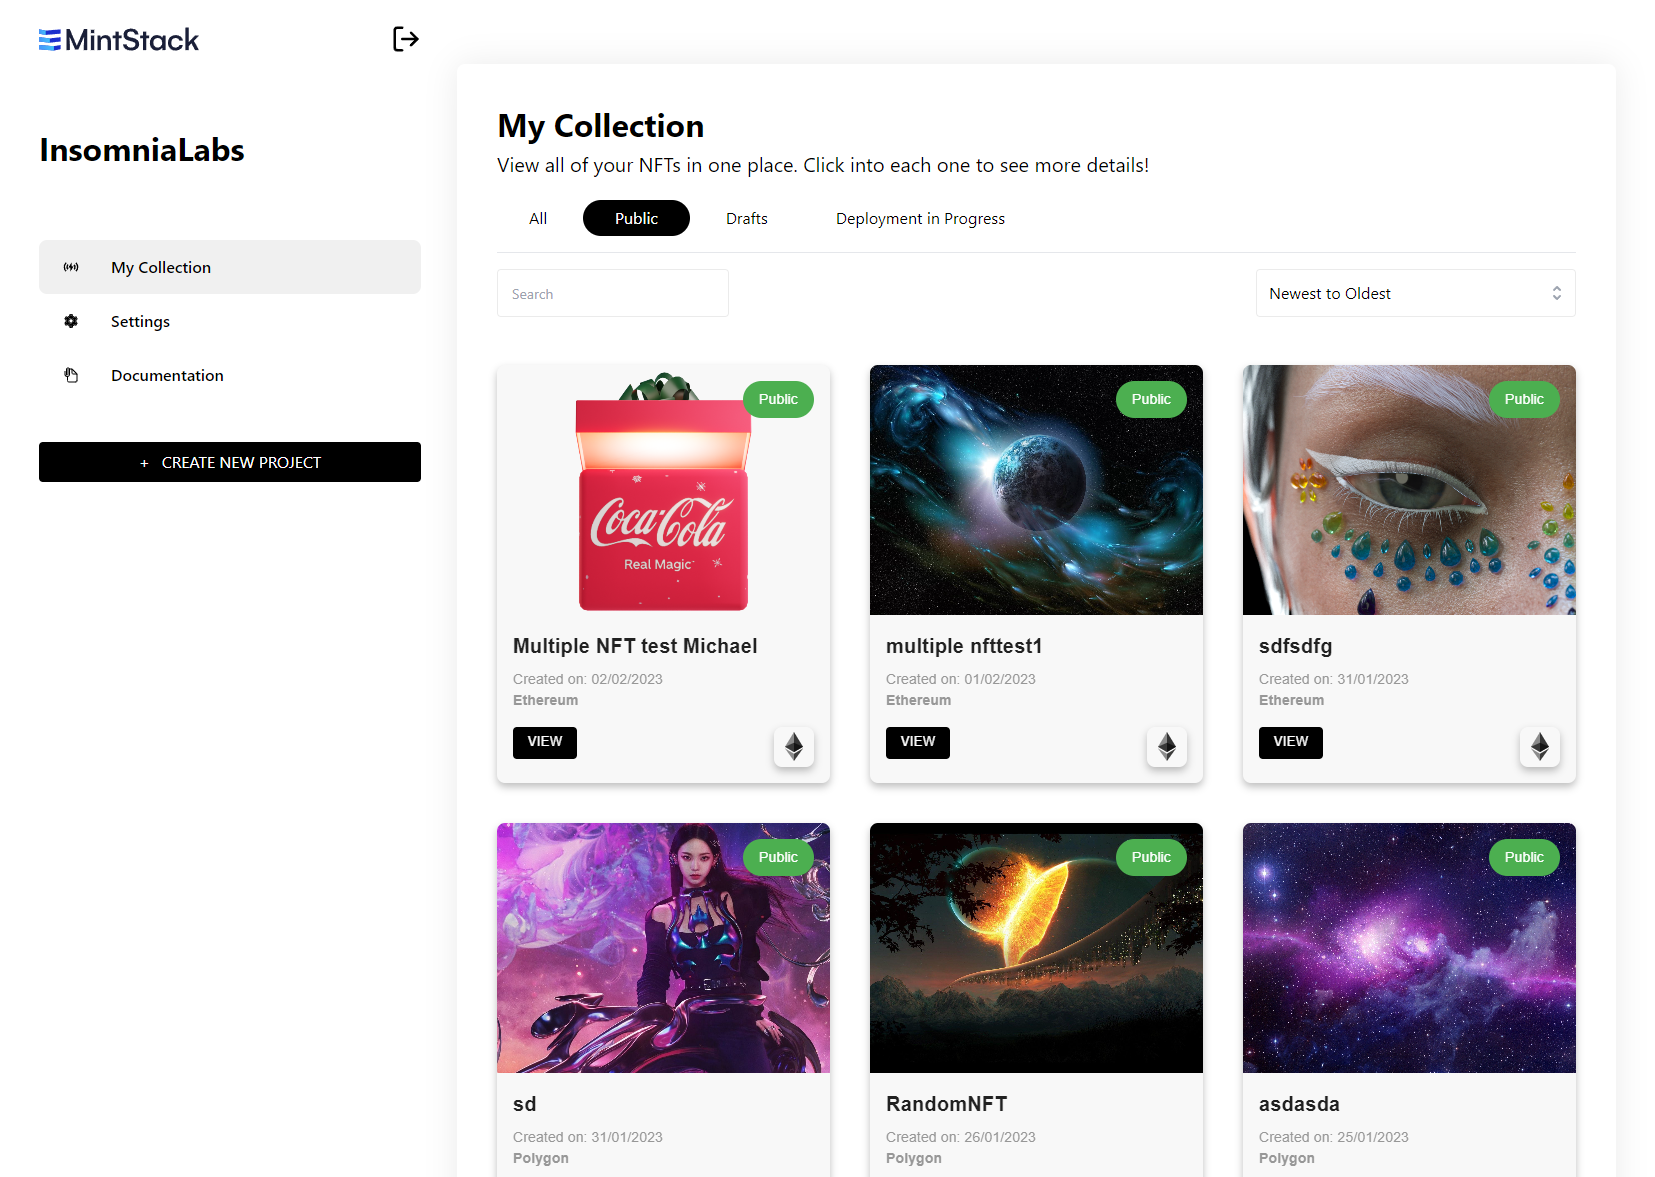 MintStack
InsomniaLabs
My Collection
Settings
Documentation
+ CREATE NEW PROJECT
My Collection
View all of your NFTs in one place. Click into each one to see more details!
All Public Drafts Deployment in Progress
Search Newest to Oldest
Public Public Public
Coca-Cola
Real Magic
Multiple NFT test Michael
Created on: 02/02/2023
Ethereum
VIEW
multiple nfttest1
Created on: 01/02/2023
Ethereum
VIEW
sdfsdfg
Created on: 31/01/2023
Ethereum
VIEW
Public Public Public
sd
Created on: 31/01/2023
Polygon
RandomNFT
Created on: 26/01/2023
Polygon
asdasda
Created on: 25/01/2023
Polygon